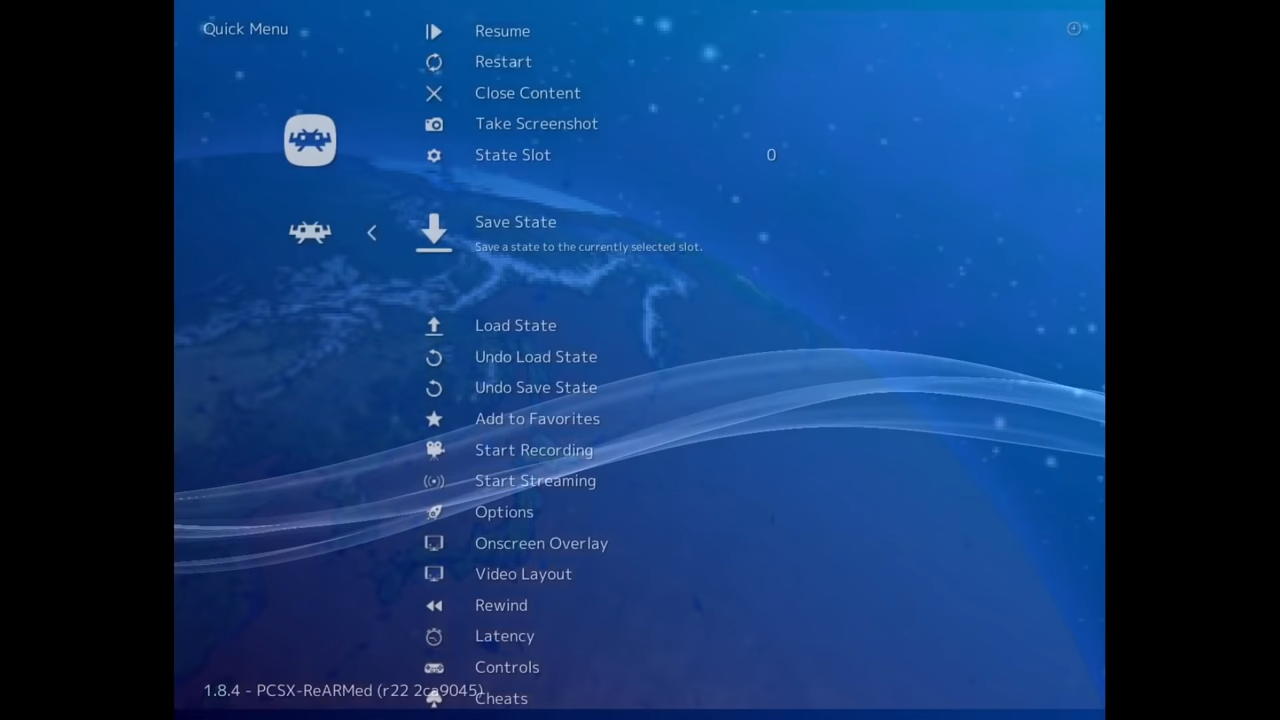 Quick Menu
Resume
Restart
Close Content
Take Screenshot
State Slot 0
Save State
Save a state to the currently selected slot.
Load State
Undo Load State
Undo Save State
Add to Favorites
Start Recording
Start Streaming
Options
Onscreen Overlay
Video Layout
Rewind
Latency
Controls
1.8.4 - PCSX-ReARMed (r22 2ca9045)
Cheats